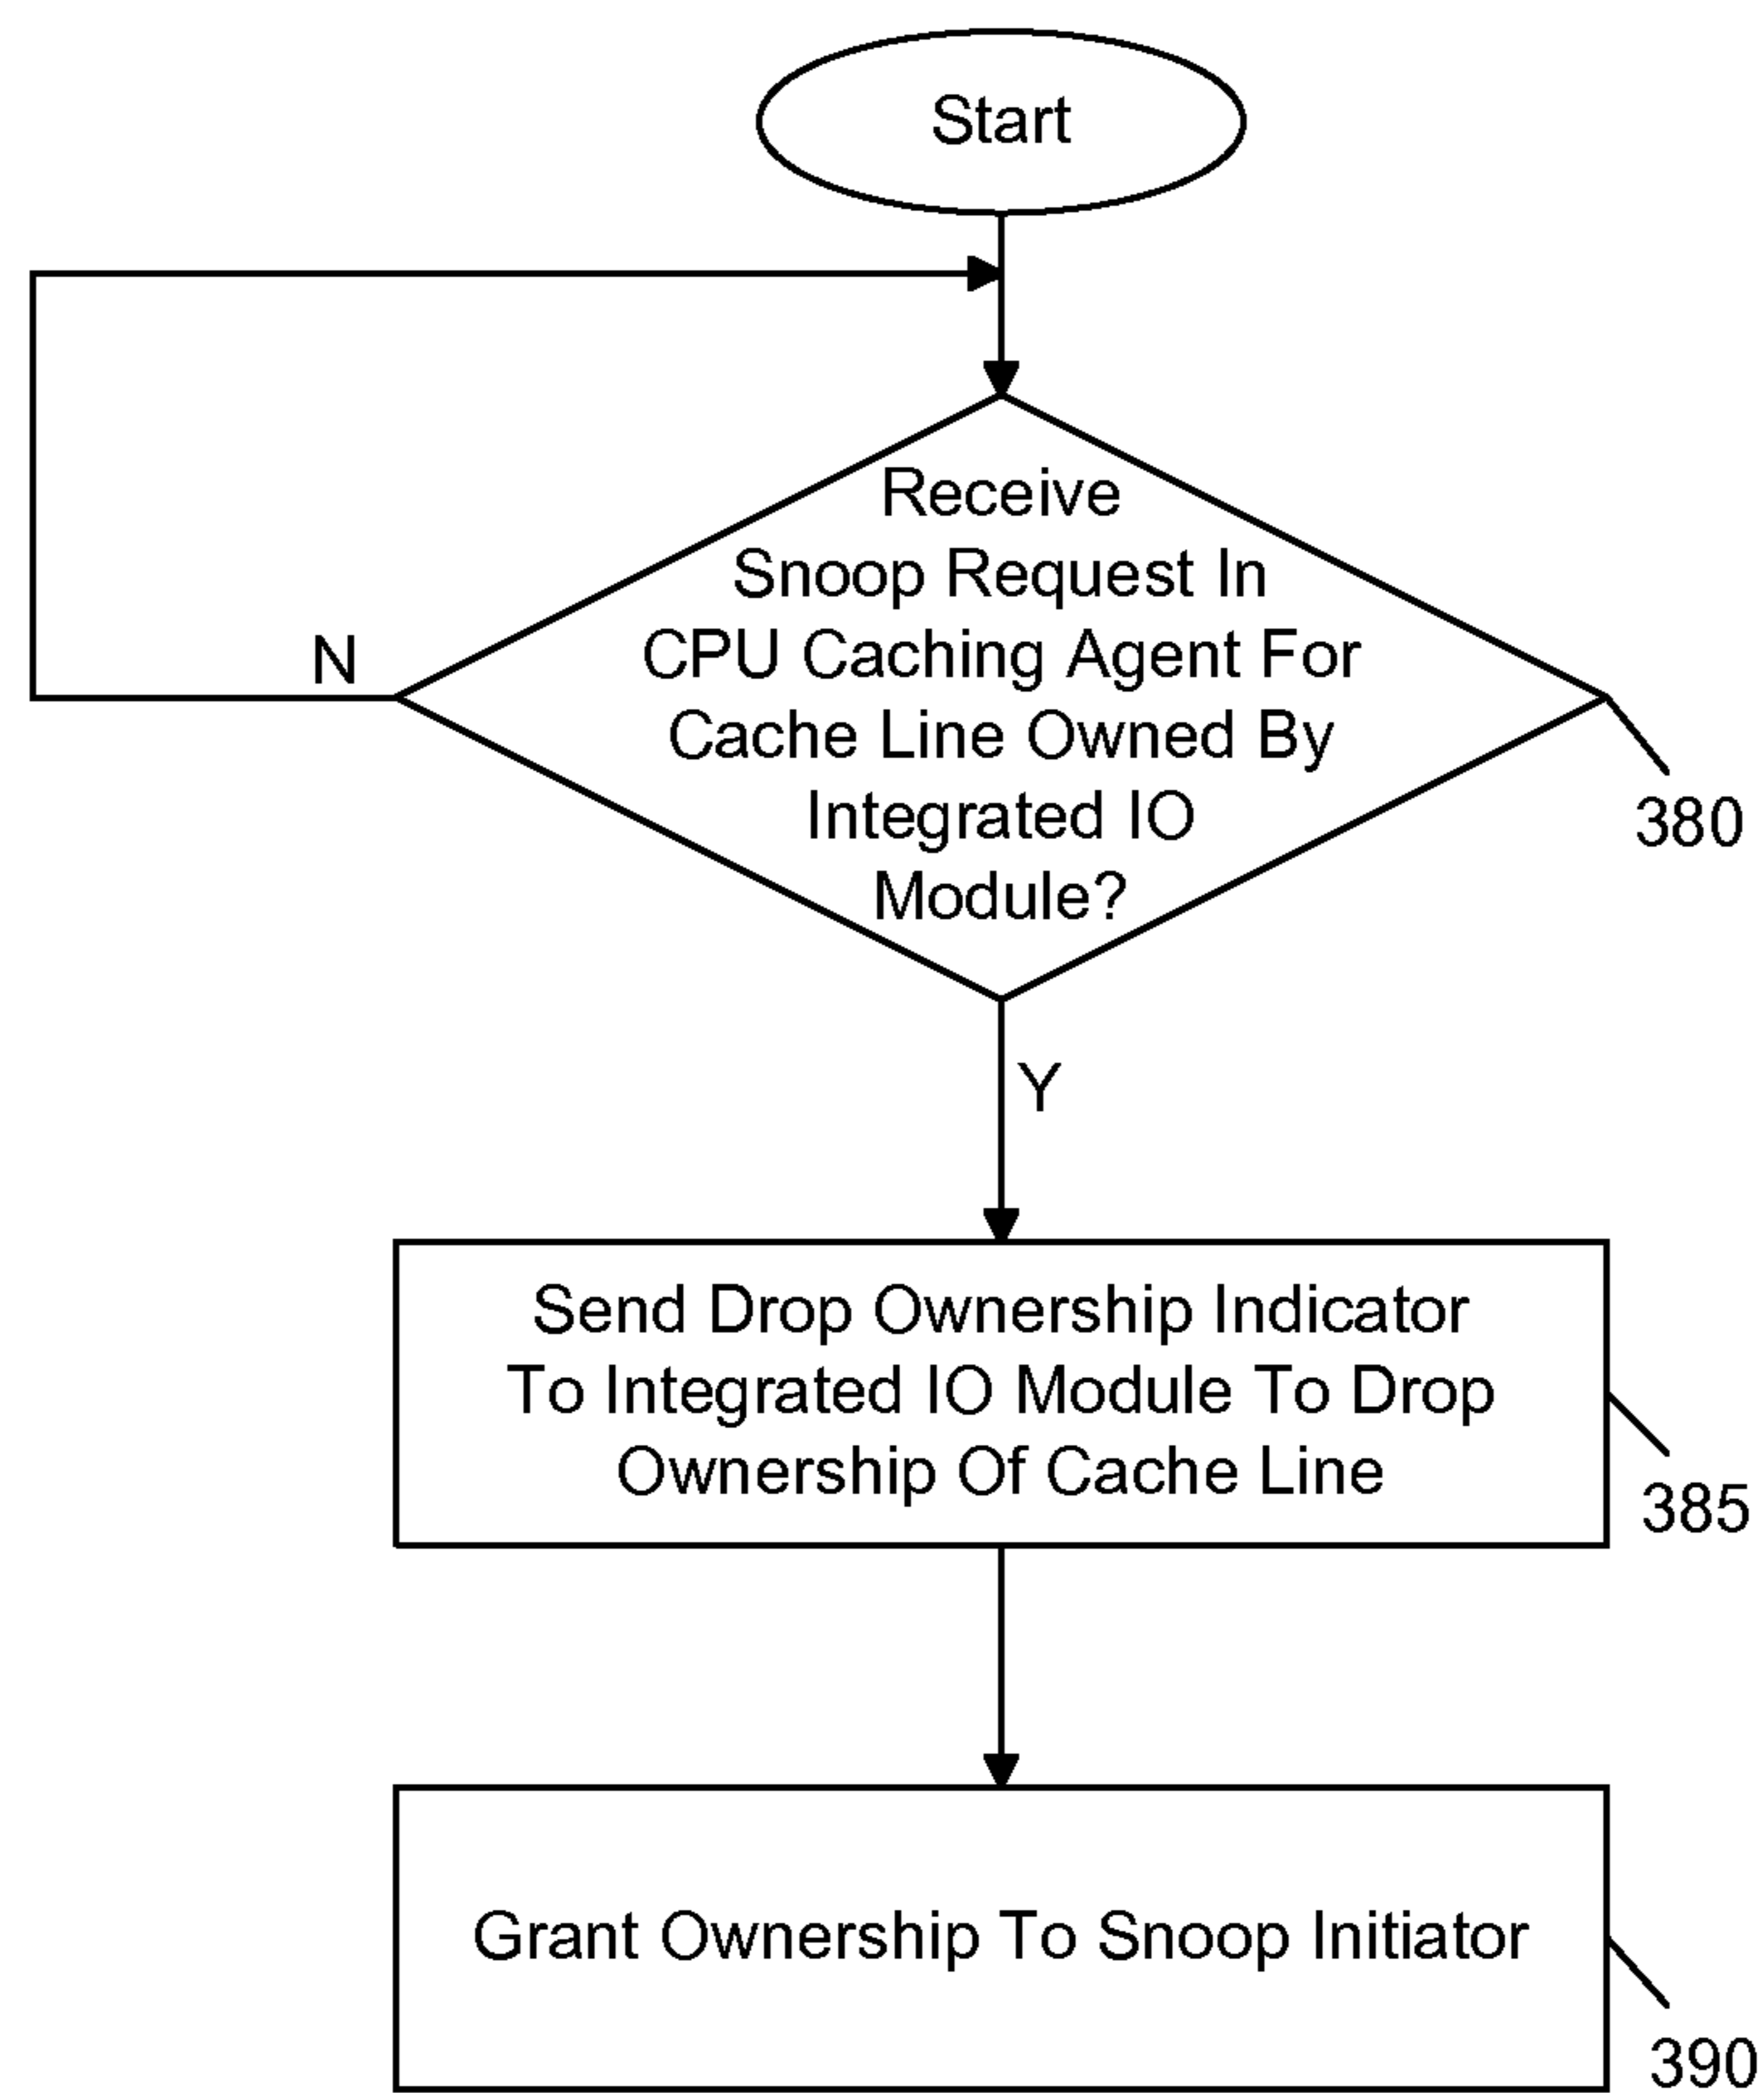 Start
Receive
Snoop Request In
CPU Caching Agent For
Cache Line Owned By
Integrated IO
Module?
N
380
Y
Send Drop Ownership Indicator
To Integrated IO Module To Drop
Ownership Of Cache Line
385
Grant Ownership To Snoop Initiator
390